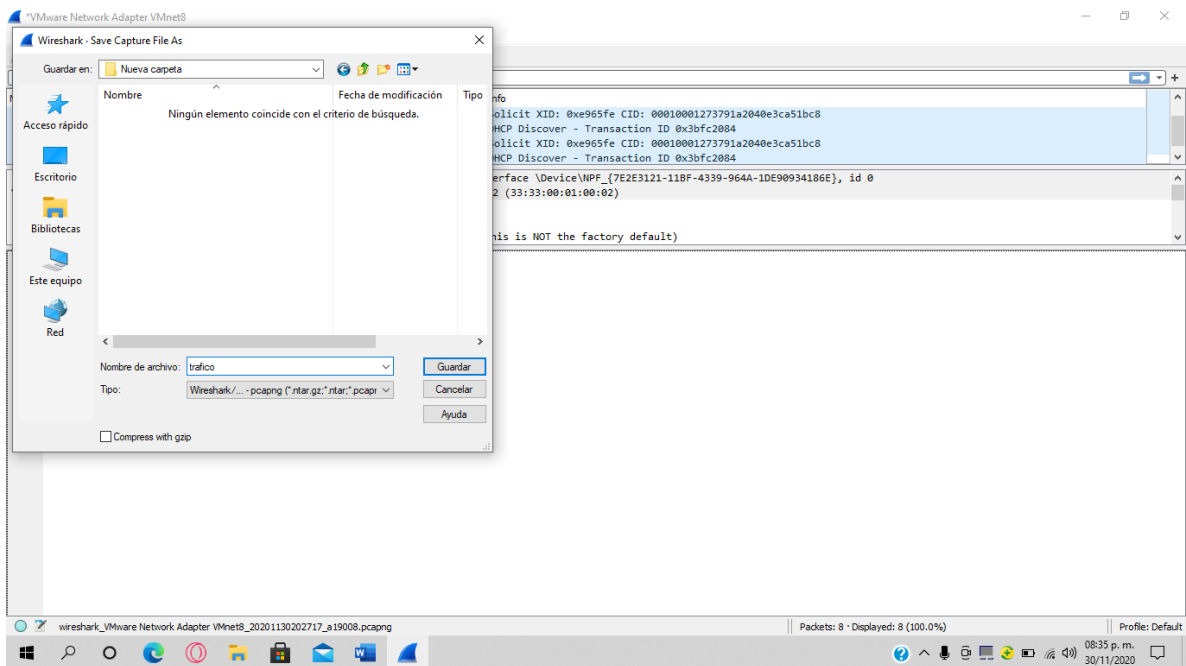 *VMware Network Adapter VMnet8
Wireshark · Save Capture File As
Guardar en: Nueva carpeta
Nombre Fecha de modificación Tipo
Ningún elemento coincide con el criterio de búsqueda.
Acceso rápido
Escritorio
Bibliotecas
Este equipo
Red
Nombre de archivo: trafico Guardar
Tipo: Wireshark/... - pcapng (*.ntar.gz;*.ntar;*.pcapr Cancelar
Ayuda
Compress with gzip
nfo
olicit XID: 0xe965fe CID: 00010001273791a2040e3ca51bc8
HCP Discover - Transaction ID 0x3bfc2084
olicit XID: 0xe965fe CID: 00010001273791a2040e3ca51bc8
HCP Discover - Transaction ID 0x3bfc2084
erface \Device\NPF_{7E2E3121-11BF-4339-964A-1DE90934186E}, id 0
2 (33:33:00:01:00:02)
his is NOT the factory default)
wireshark_VMware Network Adapter VMnet8_20201130202717_a19008.pcapng Packets: 8 · Displayed: 8 (100.0%) Profile: Default
08:35 p. m.
30/11/2020